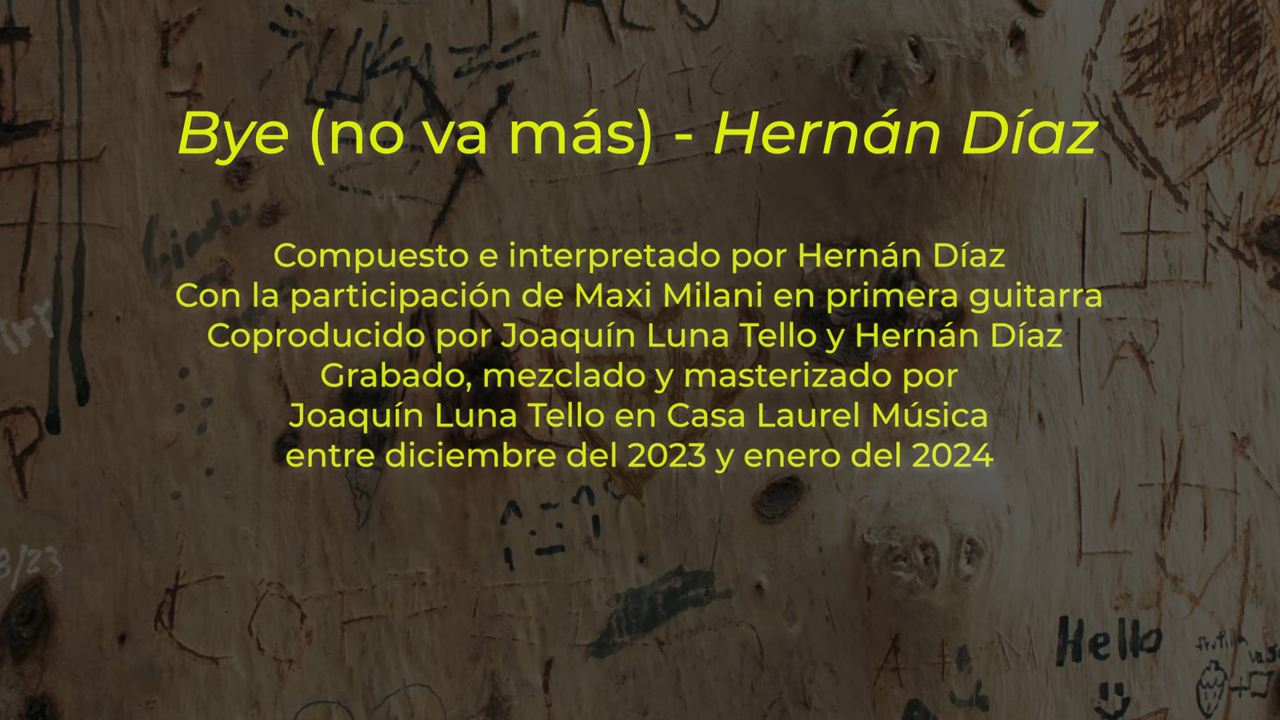 Bye (no va más) - Hernán Díaz
Compuesto e interpretado por Hernán Díaz
Con la participación de Maxi Milani en primera guitarra
Coproducido por Joaquín Luna Tello y Hernán Díaz
Grabado, mezclado y masterizado por
Joaquín Luna Tello en Casa Laurel Música
entre diciembre del 2023 y enero del 2024
Hello